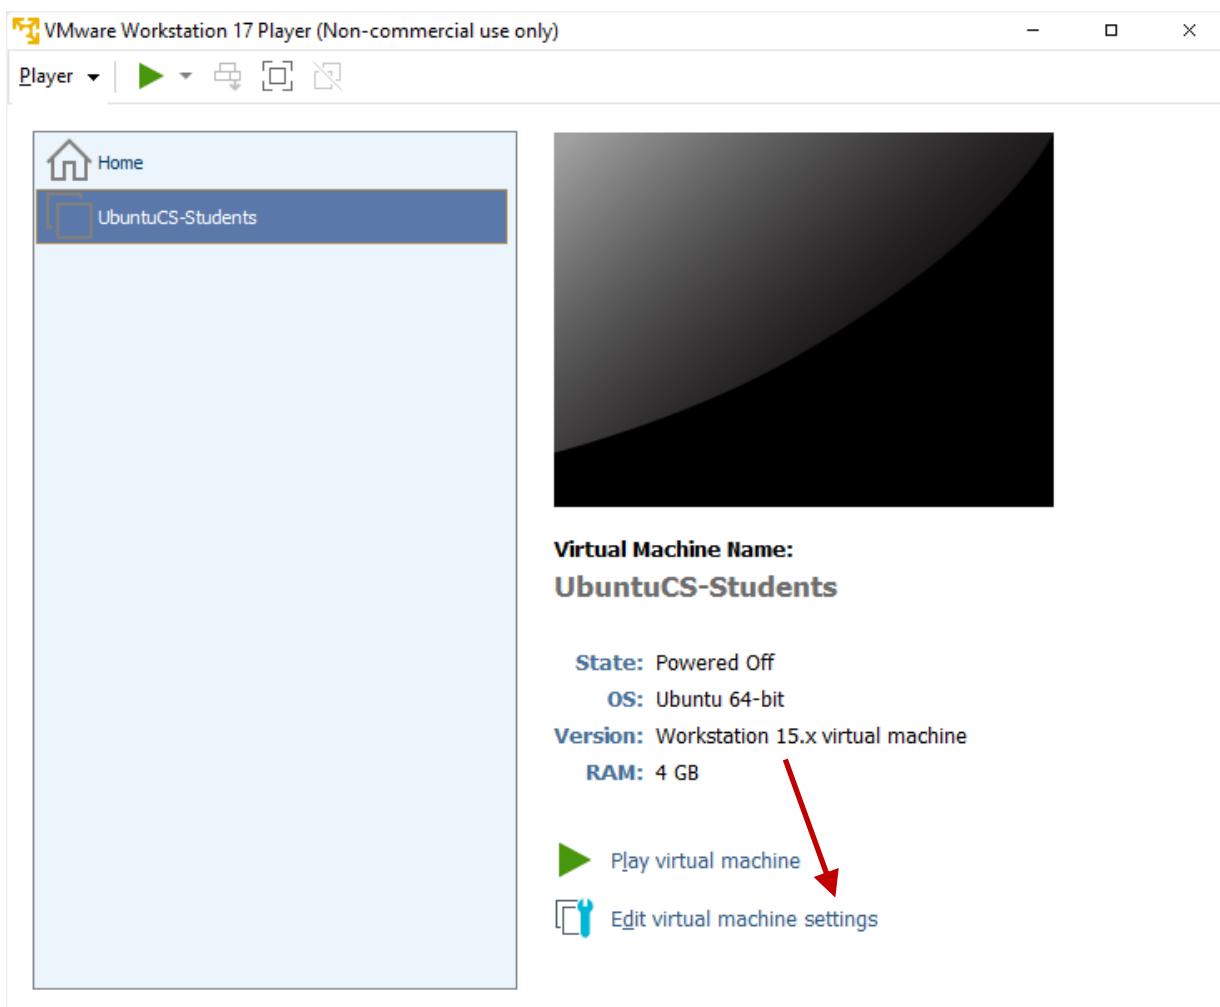 VMware Workstation 17 Player (Non-commercial use only)
Player
Home
UbuntuCS-Students
Virtual Machine Name:
UbuntuCS-Students
State: Powered Off
OS: Ubuntu 64-bit
Version: Workstation 15.x virtual machine
RAM: 4 GB
Play virtual machine
Edit virtual machine settings